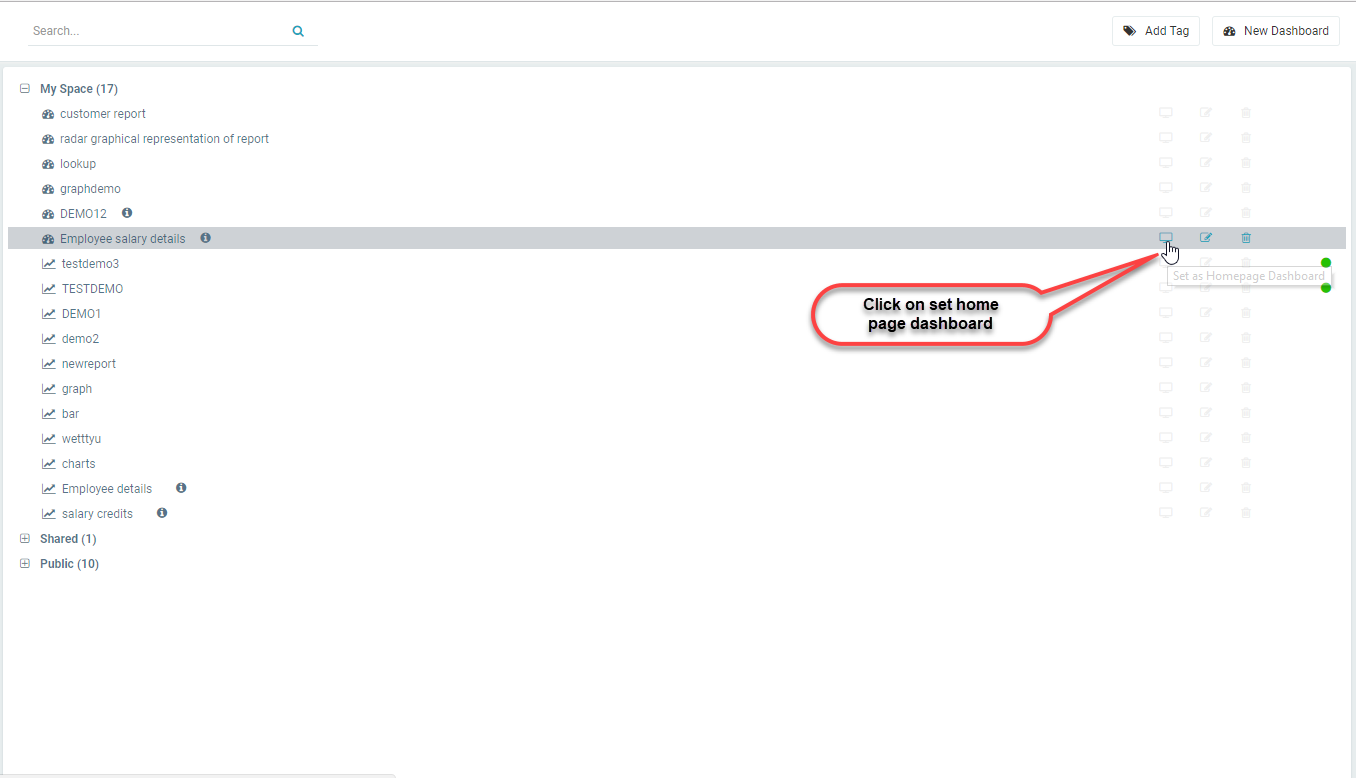 Search...
Add Tag
New Dashboard
My Space (17)
customer report
radar graphical representation of report
lookup
graphdemo
DEMO12
Employee salary details
testdemo3
Set as Homepage Dashboard
TESTDEMO
Click on set home
page dashboard
DEMO1
demo2
newreport
graph
bar
wetttyu
charts
Employee details
salary credits
Shared (1)
Public (10)